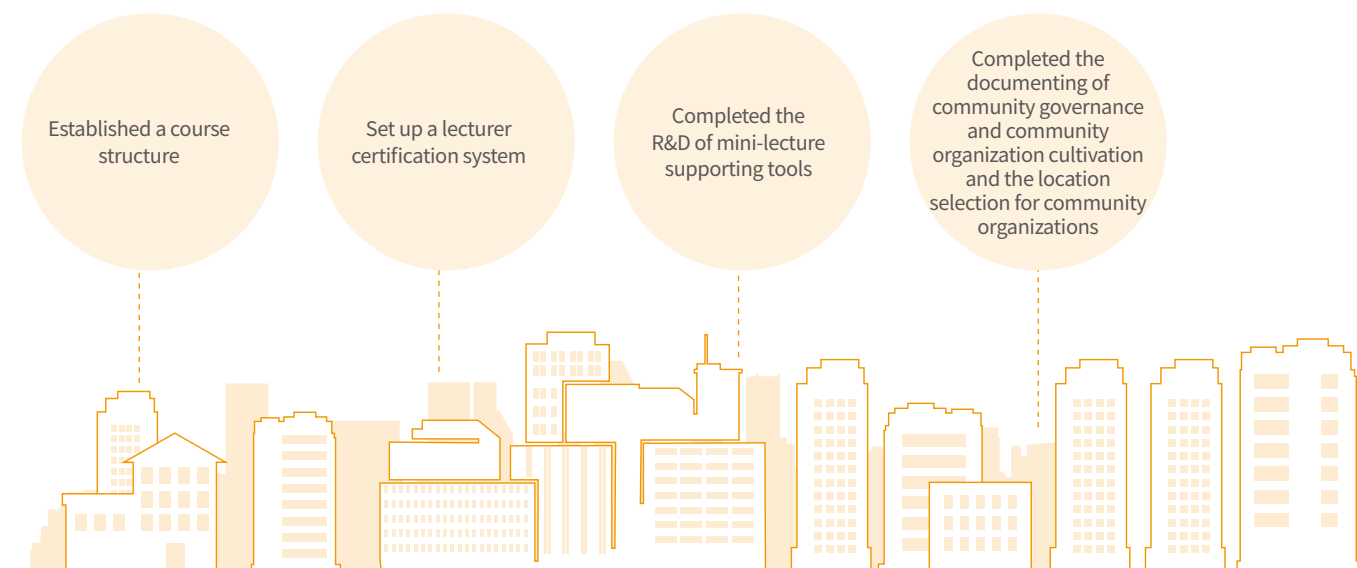 Established a course
structure
Set up a lecturer
certification system
Completed the
R&D of mini-lecture
supporting tools
Completed the
documenting of
community governance
and community
organization cultivation
and the location
selection for community
organizations